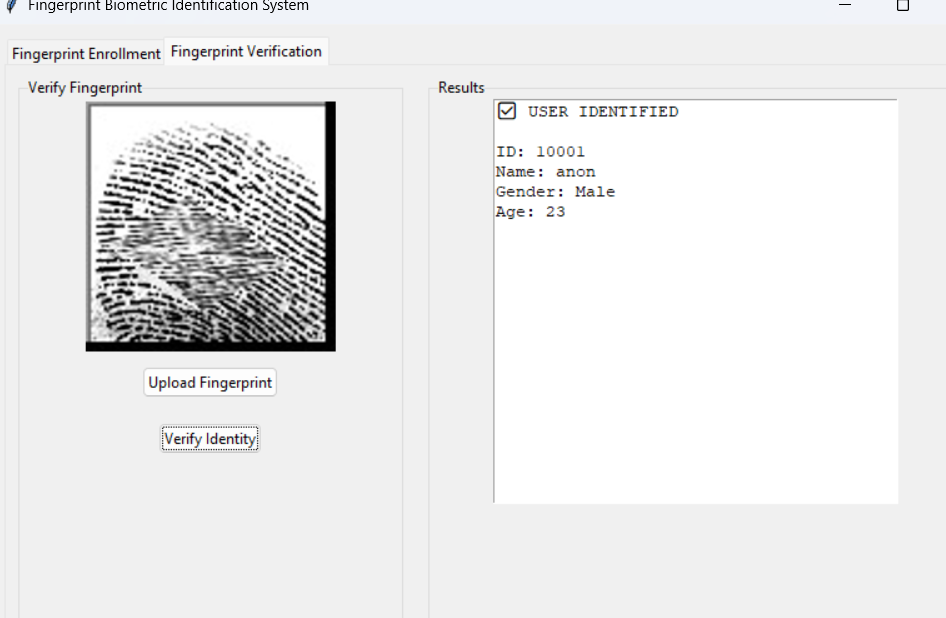 Fingerprint Biometric Identification System
Fingerprint Enrollment
Fingerprint Verification
Verify Fingerprint
Upload Fingerprint
Verify Identity
Results
USER IDENTIFIED
ID: 10001
Name: anon
Gender: Male
Age: 23